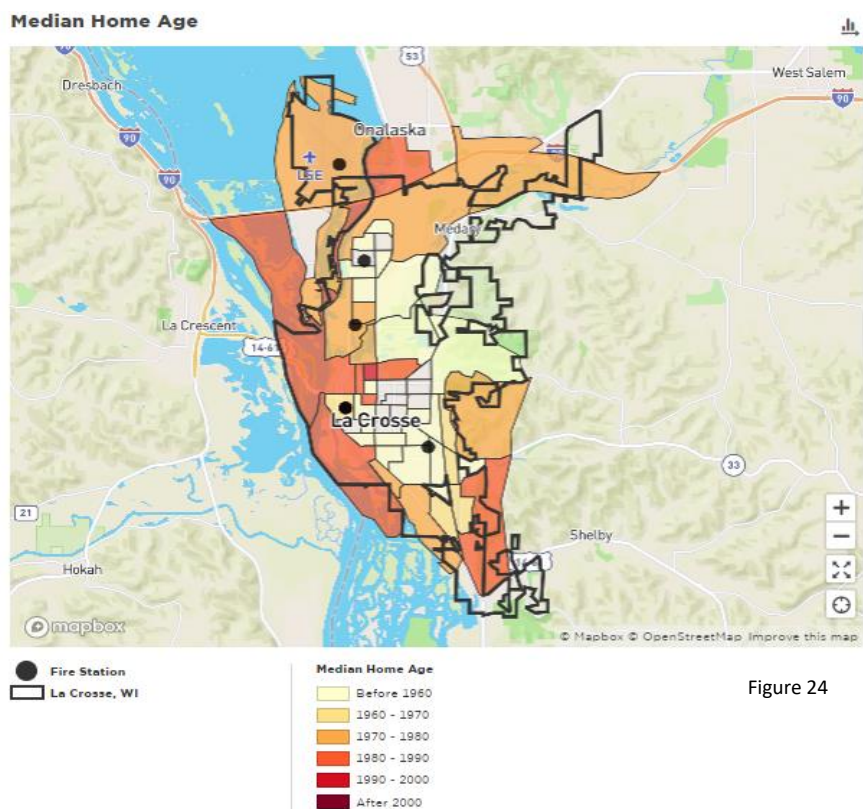 Median Home Age
53
90
West Salem
Dresbach
90
Onalaska
90
LSE
90
Medary
La Crescent
14-61
La Crosse
33
21
Shelby
Hokah
+
−
mapbox
© Mapbox © OpenStreetMap Improve this map
Fire Station
La Crosse, WI
Median Home Age
Before 1960
1960 - 1970
1970 - 1980
1980 - 1990
1990 - 2000
After 2000
Figure 24